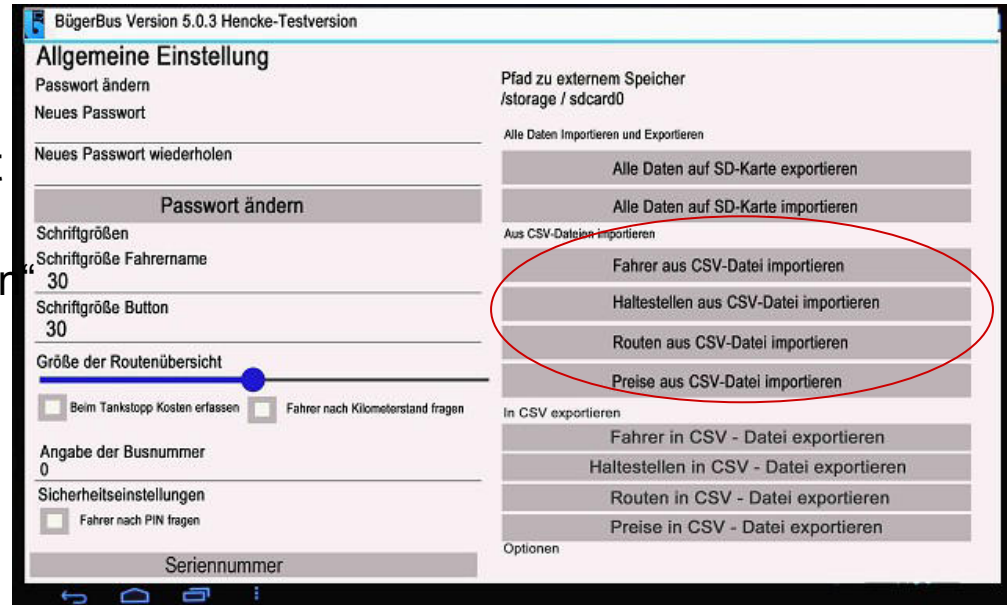 BügerBus Version 5.0.3 Hencke-Testversion
Allgemeine Einstellung
Passwort ändern
Neues Passwort
Neues Passwort wiederholen
Passwort ändern
Schriftgrößen
Schriftgröße Fahrername
30
Schriftgröße Button
30
Größe der Routenübersicht
Beim Tankstopp Kosten erfassen
Fahrer nach Kilometerstand fragen
Angabe der Busnummer
0
Sicherheitseinstellungen
Fahrer nach PIN fragen
Seriennummer
Pfad zu externem Speicher
/storage / sdcard0
Alle Daten Importieren und Exportieren
Alle Daten auf SD-Karte exportieren
Alle Daten auf SD-Karte importieren
Aus CSV-Dateien importieren
Fahrer aus CSV-Datei importieren
Haltestellen aus CSV-Datei importieren
Routen aus CSV-Datei importieren
Preise aus CSV-Datei importieren
In CSV exportieren
Fahrer in CSV - Datei exportieren
Haltestellen in CSV - Datei exportieren
Routen in CSV - Datei exportieren
Preise in CSV - Datei exportieren
Optionen